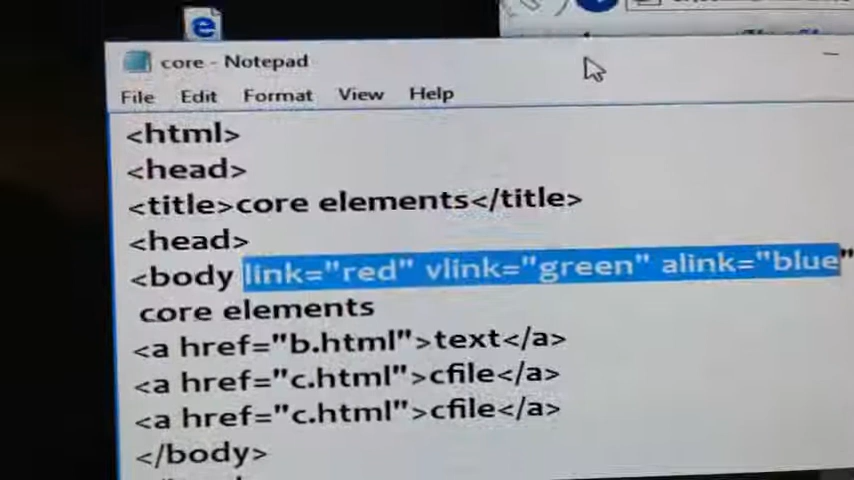 core - Notepad
File Edit Format View Help
<html>
<head>
<title>core elements</title>
<head>
<body link="red" vlink="green" alink="blue"
core elements
<a href="b.html">text</a>
<a href="c.html">cfile</a>
<a href="c.html">cfile</a>
</body>